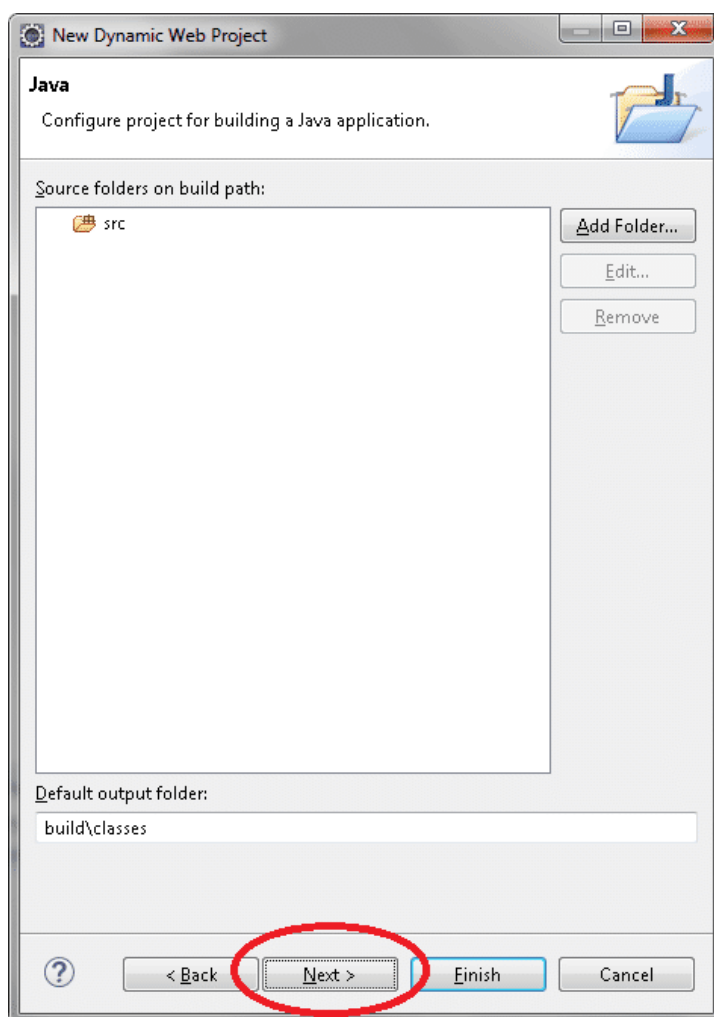 New Dynamic Web Project
Java
Configure project for building a Java application.
Source folders on build path:
src
Add Folder...
Edit...
Remove
Default output folder:
build\classes
? < Back Next > Finish Cancel